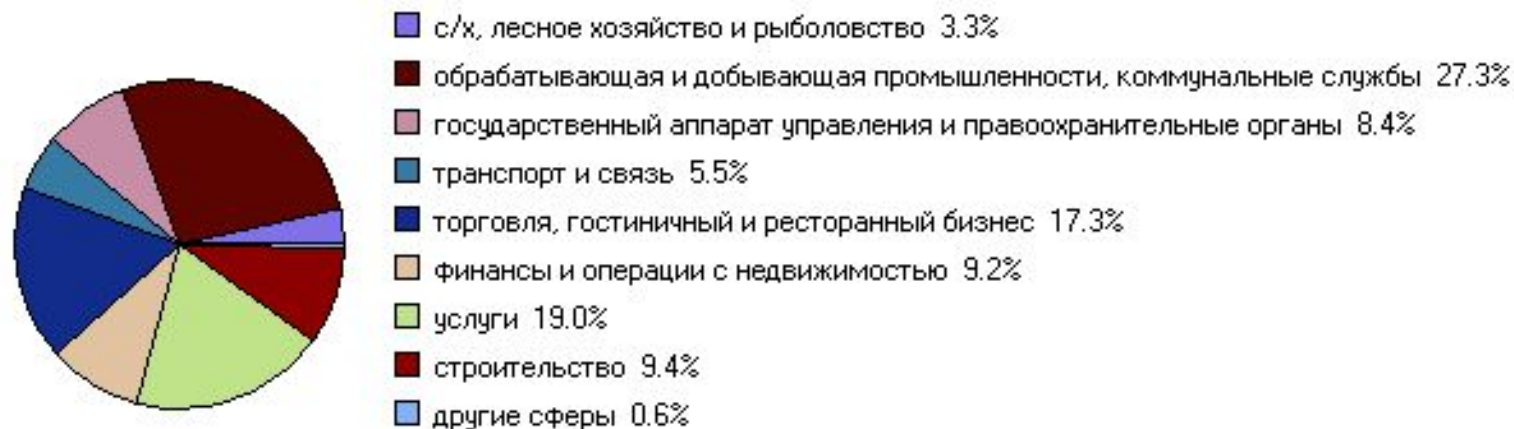 с/х, лесное хозяйство и рыболовство 3.3%
обрабатывающая и добывающая промышленности, коммунальные службы 27.3%
государственный аппарат управления и правоохранительные органы 8.4%
транспорт и связь 5.5%
торговля, гостиничный и ресторанный бизнес 17.3%
финансы и операции с недвижимостью 9.2%
услуги 19.0%
строительство 9.4%
другие сферы 0.6%